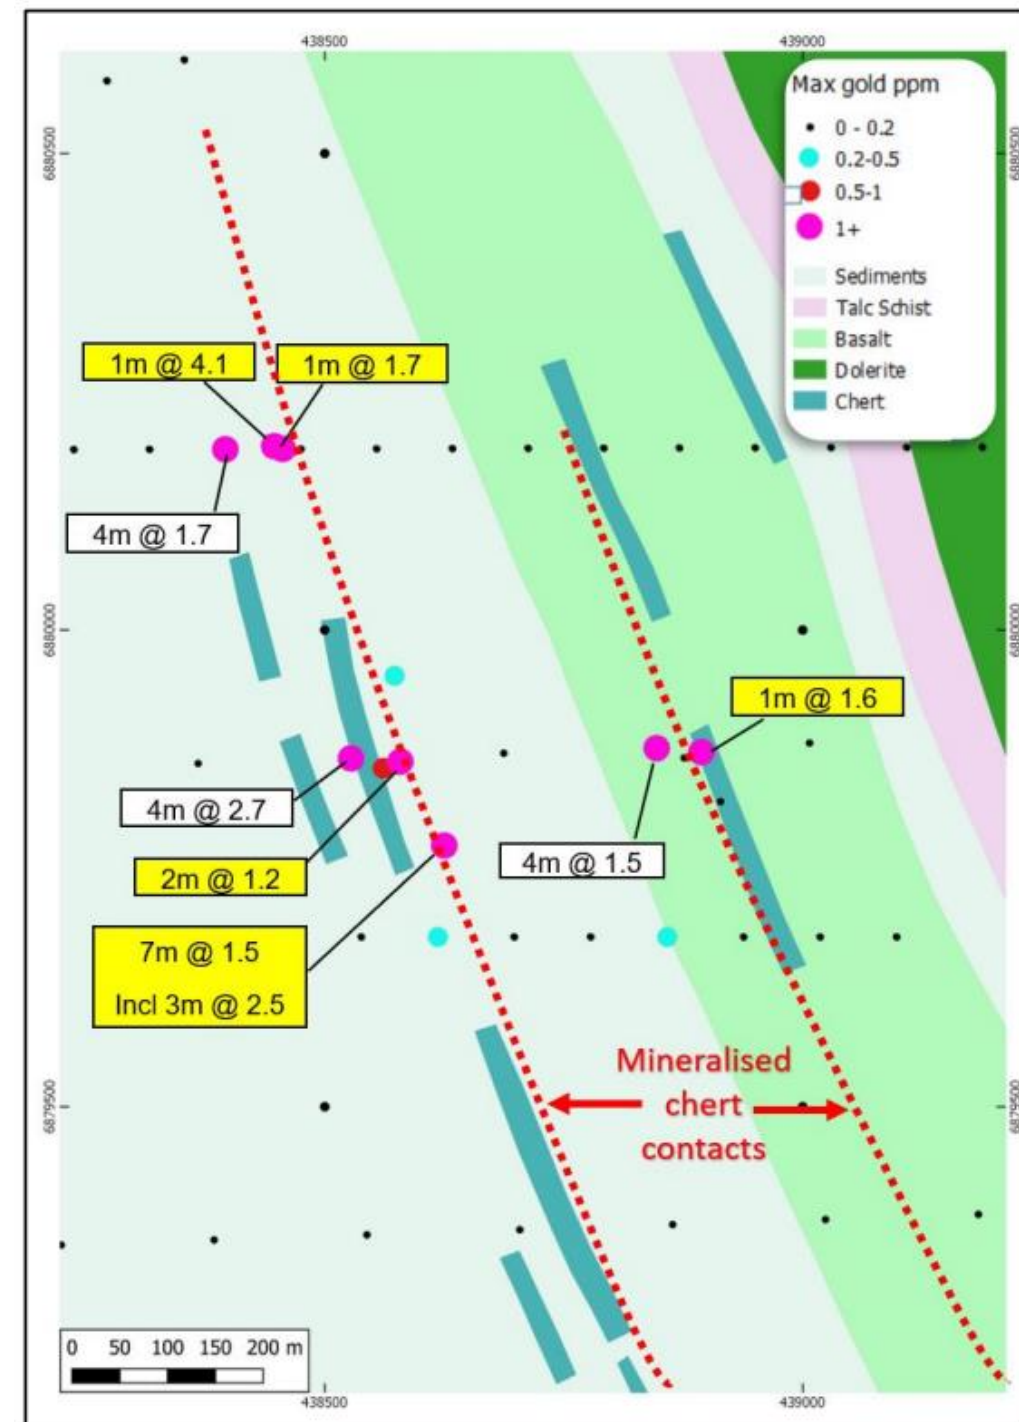 438500
439000
Max gold ppm
0 - 0.2
0.2-0.5
0.5-1
1+
Sediments
Talc Schist
Basalt
Dolerite
Chert
6880500
6880500
1m @ 4.1
1m @ 1.7
4m @ 1.7
6880000
6880000
1m @ 1.6
4m @ 2.7
4m @ 1.5
2m @ 1.2
7m @ 1.5
Incl 3m @ 2.5
Mineralised
chert
contacts
6879500
6879500
0 50 100 150 200 m
438500
439000